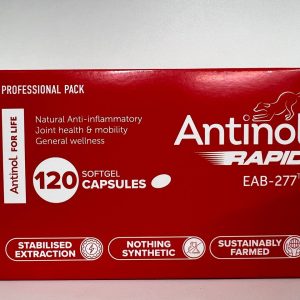 PROFESSIONAL PACK
Antinol FOR LIFE
Natural Anti-inflammatory
Joint health & mobility
General wellness
120 SOFTGEL
CAPSULES
Antinol
RAPID
EAB-277
STABILISED
EXTRACTION
NOTHING
SYNTHETIC
SUSTAINABLY
FARMED